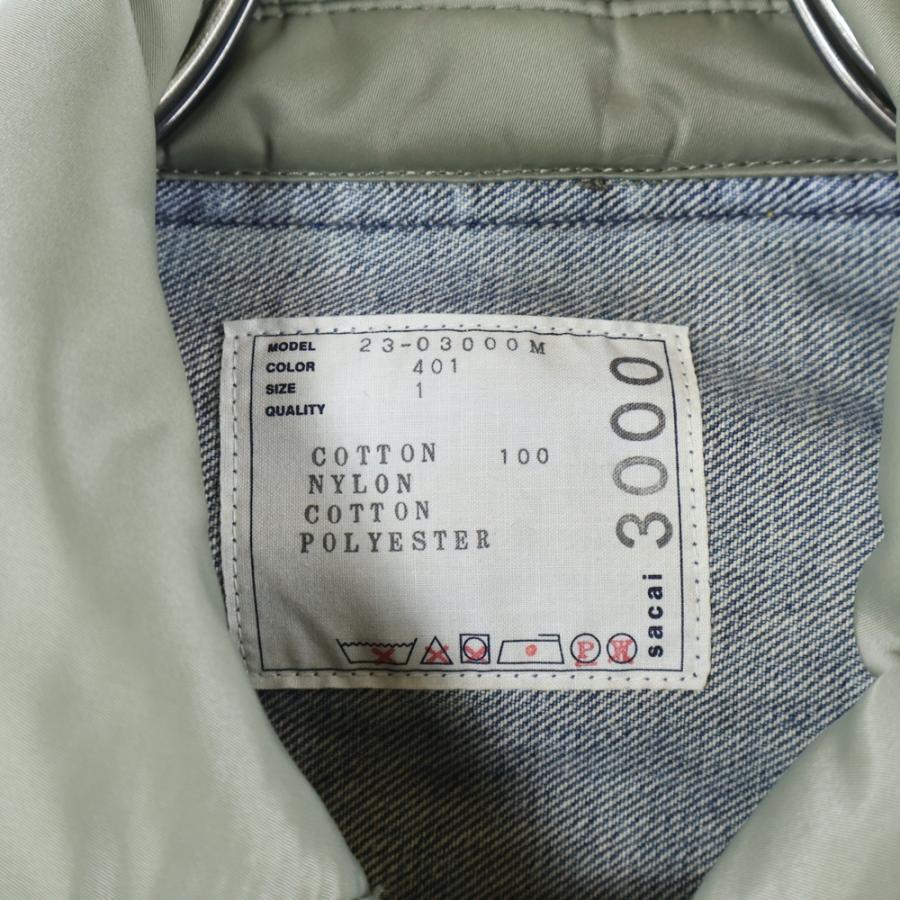 MODEL 23-03000M
COLOR 401
SIZE 1
QUALITY
COTTON 100
NYLON
COTTON
POLYESTER
P W
sacai 3000